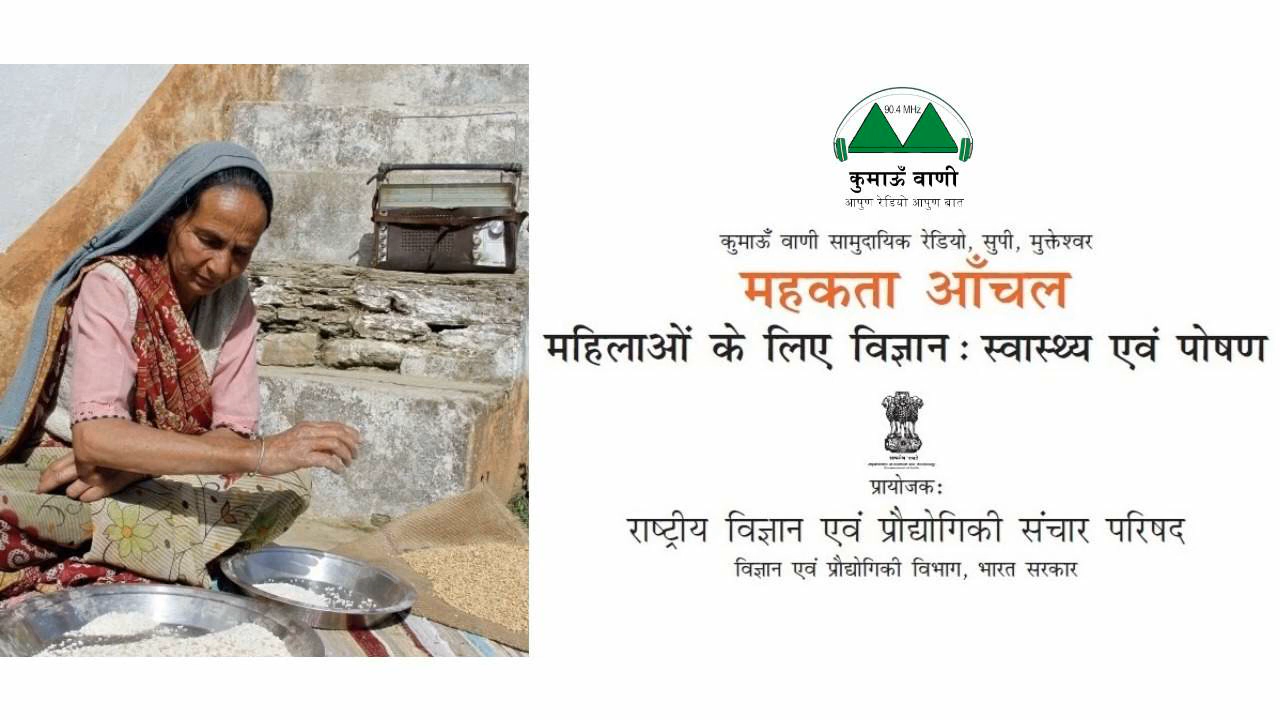 90.4 MHz
कुमाऊँ वाणी
आपुण रेडियो आपुण बात
कुमाऊँ वाणी सामुदायिक रेडियो, सुपी, मुक्तेश्वर
महकता आँचल
महिलाओं के लिए विज्ञान : स्वास्थ्य एवं पोषण
प्रायोजक:
राष्ट्रीय विज्ञान एवं प्रौद्योगिकी संचार परिषद
विज्ञान एवं प्रौद्योगिकी विभाग, भारत सरकार